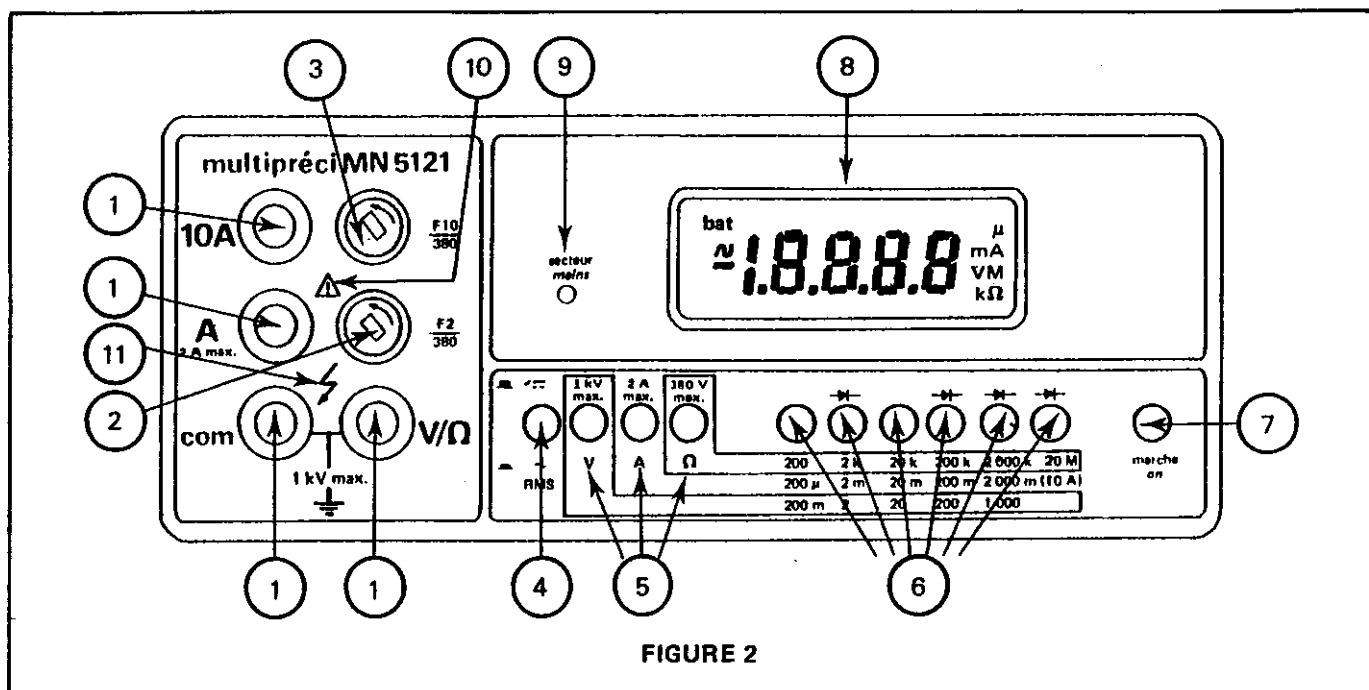 3
10
9
8
multipréci MN 5121
1
10A
F10
380
secteur
mains
bat
1.8.8.8.8
µ
mA
VM
kΩ
1
A
2 A max.
F2
380
11
2
com
V/Ω
1 kV max.
1 kV
max.
2 A
max.
380 V
max.
V
A
Ω
RMS
200 2 k 20 k 200 k 2 000 k 20 M
200 µ 2 m 20 m 200 m 2 000 m (10 A)
200 m 2 20 200 1 000
marche
on
7
1
1
4
5
6
FIGURE 2